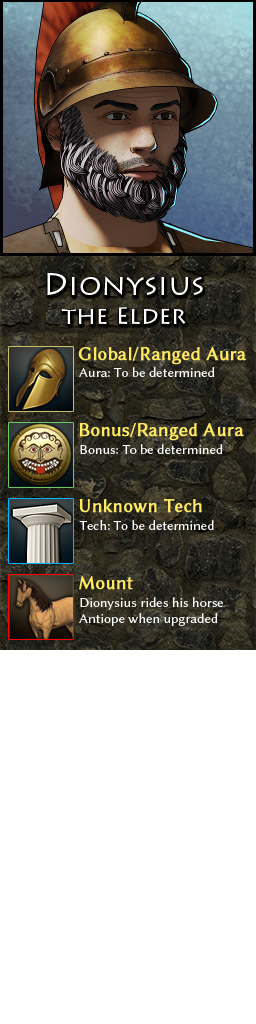 Dionysius
the Elder
Global/Ranged Aura
Aura: To be determined
Bonus/Ranged Aura
Bonus: To be determined
Unknown Tech
Tech: To be determined
Mount
Dionysius rides his horse
Antiope when upgraded